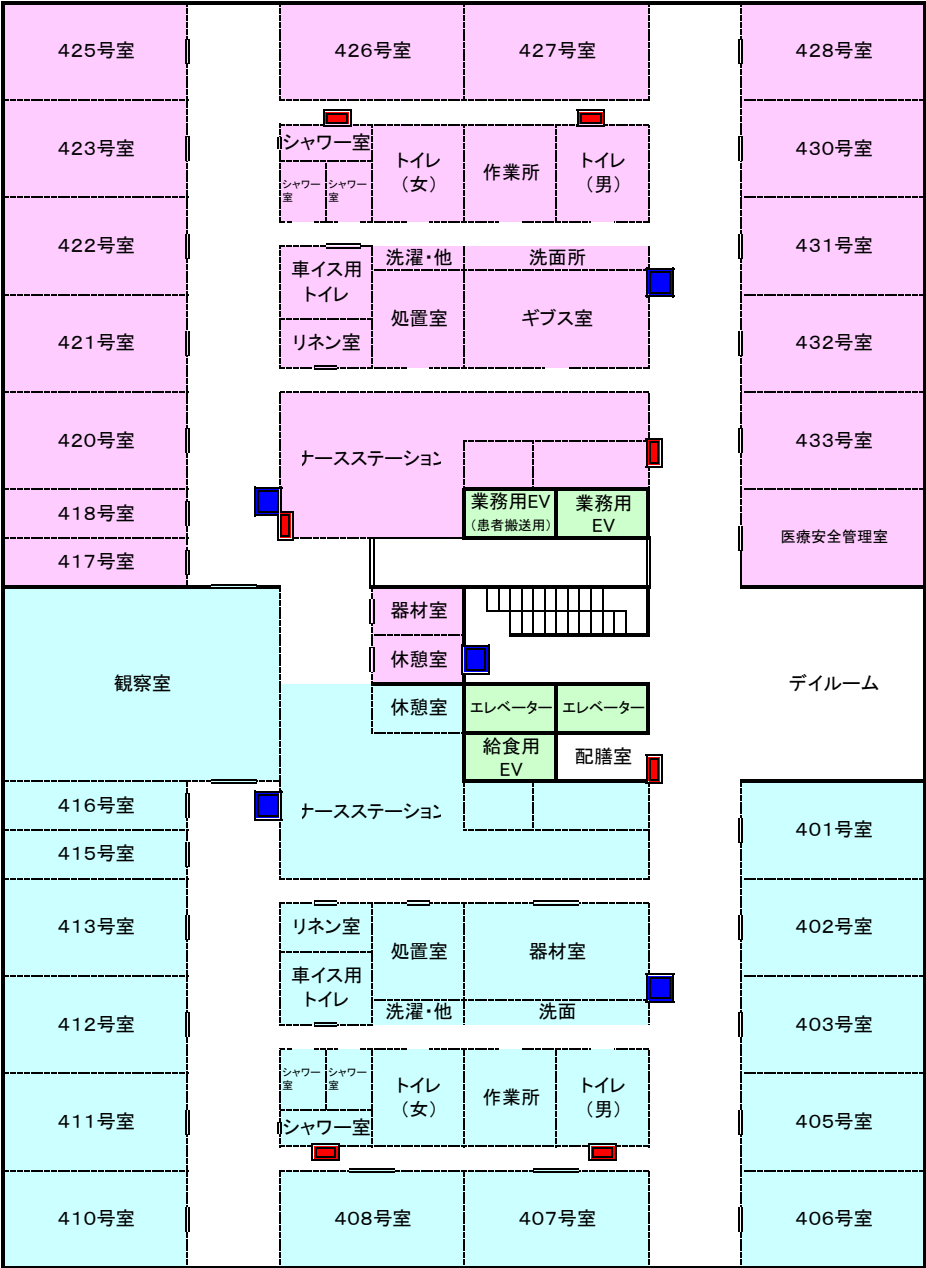 425号室
426号室
427号室
428号室
423号室
シャワー室
シャワー
室
シャワー
室
トイレ
（女）
作業所
トイレ
（男）
430号室
422号室
車イス用
トイレ
洗濯・他
洗面所
431号室
リネン室
処置室
ギブス室
421号室
432号室
420号室
ナースステーション
433号室
418号室
業務用EV
（患者搬送用）
業務用
EV
医療安全管理室
417号室
器材室
休憩室
観察室
デイルーム
休憩室
エレベーター
エレベーター
給食用
EV
配膳室
416号室
ナースステーション
401号室
415号室
413号室
リネン室
処置室
器材室
402号室
車イス用
トイレ
洗濯・他
洗面
412号室
403号室
シャワー
室
シャワー
室
トイレ
（女）
作業所
トイレ
（男）
シャワー室
411号室
405号室
410号室
408号室
407号室
406号室